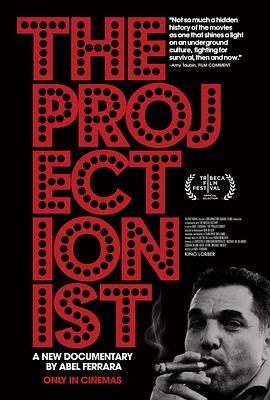 THE
PROJ
ECT
ION
IST
"Not so much a hidden
history of the movies
as one that shines a light
on an underground
culture, fighting for
survival, then and now."
—Amy Taubin, FILM COMMENT
TRIBECA
FILM
FESTIVAL
OFFICIAL
SELECTION
KINO LORBER
A NEW DOCUMENTARY
BY ABEL FERRARA
ONLY IN CINEMAS